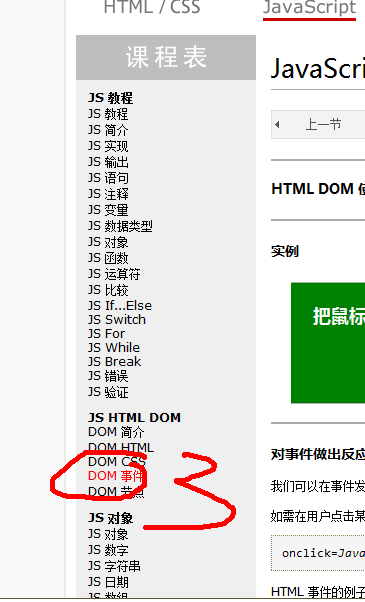 HTML / CSS
JavaScript
课程表
JS 教程
JS 教程
JS 简介
JS 实现
JS 输出
JS 语句
JS 注释
JS 变量
JS 数据类型
JS 对象
JS 函数
JS 运算符
JS 比较
JS If...Else
JS Switch
JS For
JS While
JS Break
JS 错误
JS 验证
JS HTML DOM
DOM 简介
DOM HTML
DOM CSS
DOM 事件
DOM 节点
3
JS 对象
JS 对象
JS 数字
JS 字符串
JS 日期
JS 数组
JavaScri
上一节
HTML DOM 使
实例
把鼠标
对事件做出反应
我们可以在事件发
如需在用户点击某
onclick=Java
HTML 事件的例子